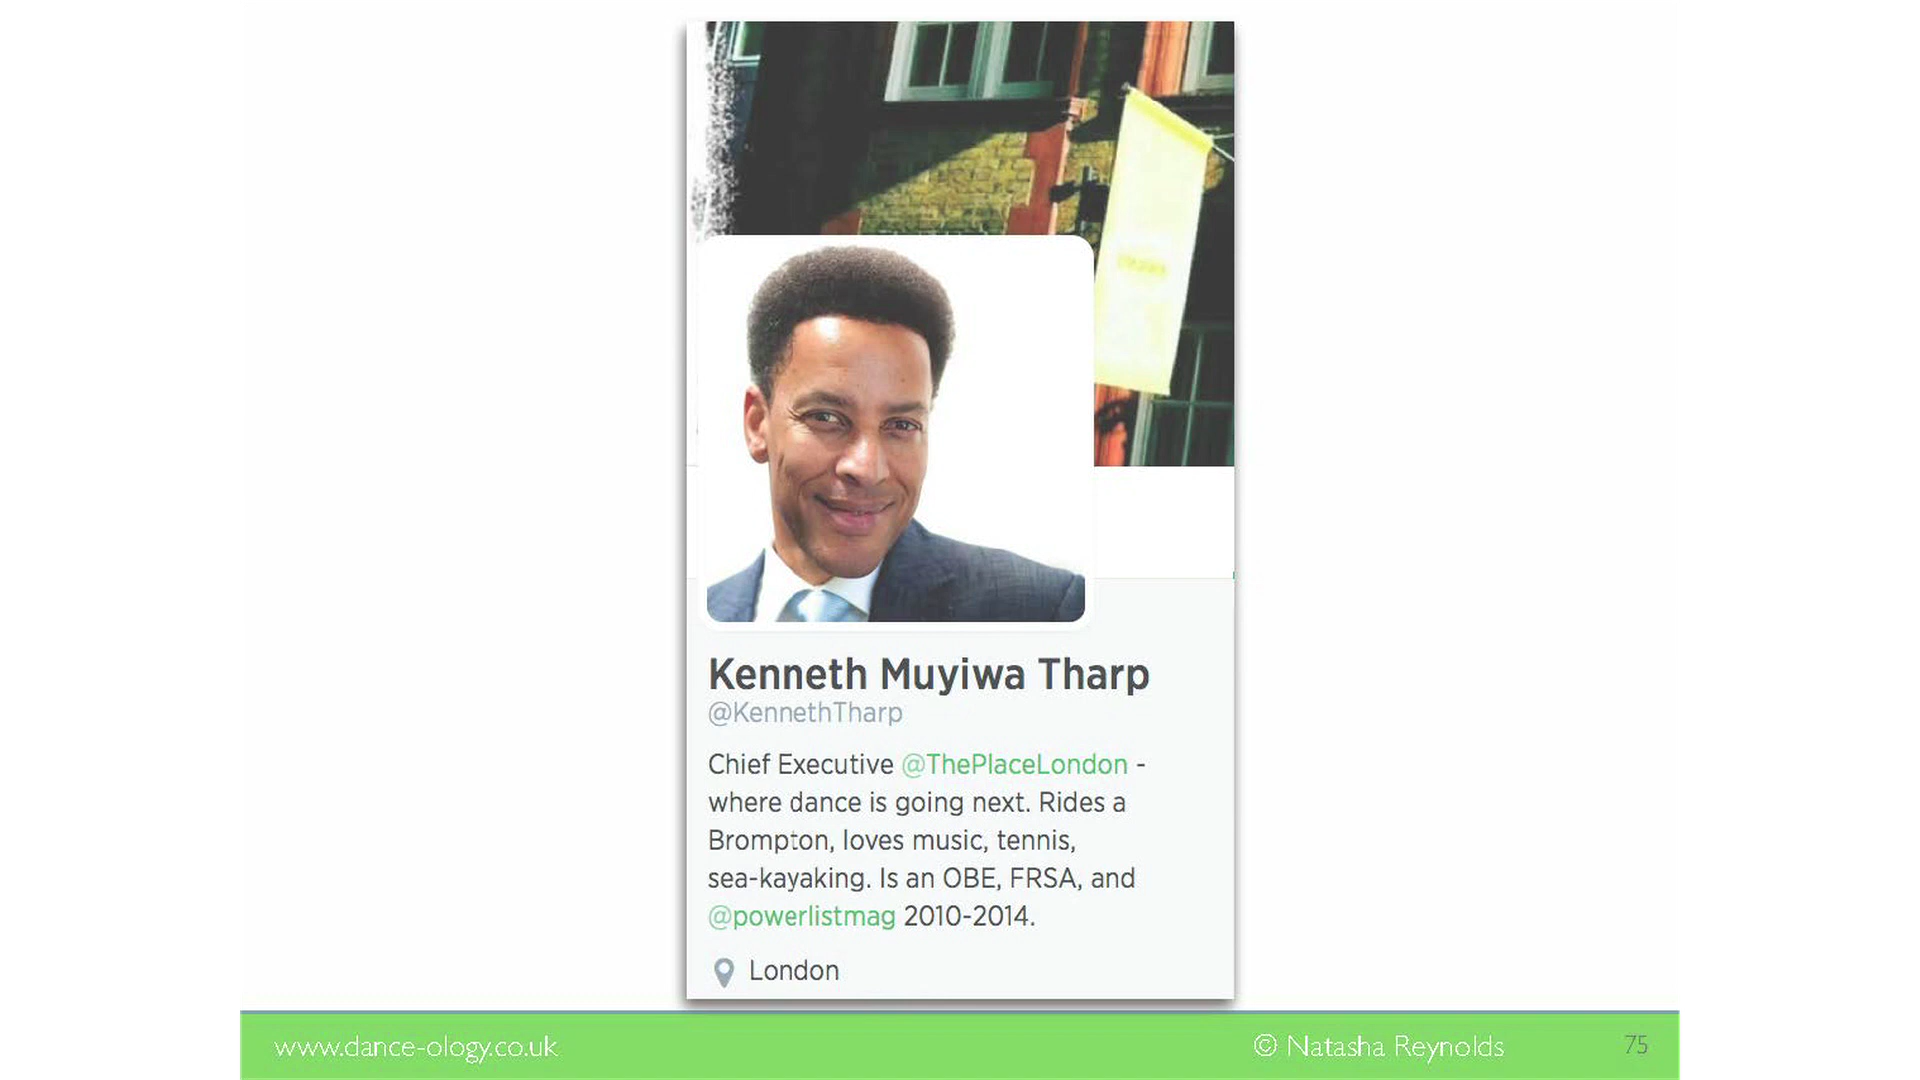 Kenneth Muyiwa Tharp
@KennethTharp
Chief Executive @ThePlaceLondon -
where dance is going next. Rides a
Brompton, loves music, tennis,
sea-kayaking. Is an OBE, FRSA, and
@powerlistmag 2010-2014.
London
www.dance-ology.co.uk
© Natasha Reynolds
75